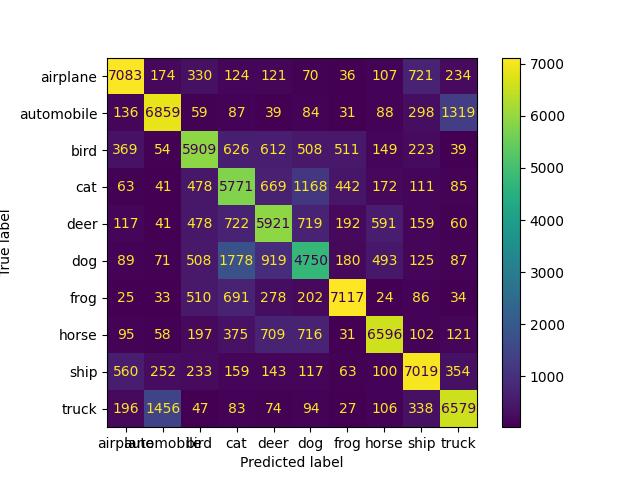 airplane 7083 174 330 124 121 70 36 107 721 234
automobile 136 6859 59 87 39 84 31 88 298 1319
bird 369 54 5909 626 612 508 511 149 223 39
cat 63 41 478 5771 669 1168 442 172 111 85
deer 117 41 478 722 5921 719 192 591 159 60
dog 89 71 508 1778 919 4750 180 493 125 87
frog 25 33 510 691 278 202 7117 24 86 34
horse 95 58 197 375 709 716 31 6596 102 121
ship 560 252 233 159 143 117 63 100 7019 354
truck 196 1456 47 83 74 94 27 106 338 6579
airplane automobile bird cat deer dog frog horse ship truck
Predicted label
True label
7000
6000
5000
4000
3000
2000
1000